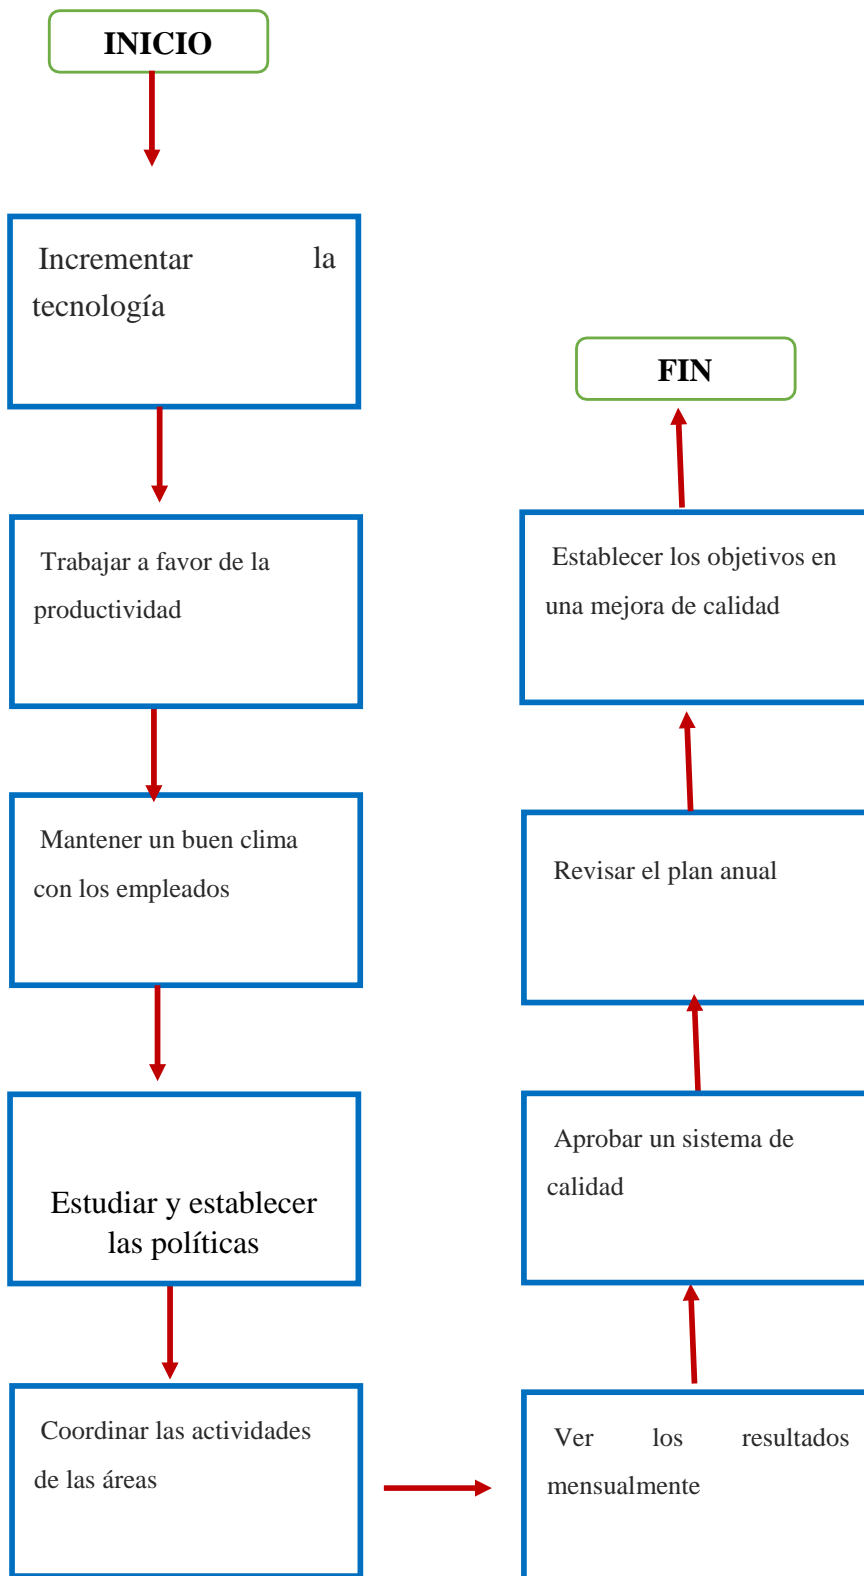 INICIO
Incrementar la
tecnología
Trabajar a favor de la
productividad
Mantener un buen clima
con los empleados
Estudiar y establecer
las políticas
Coordinar las actividades
de las áreas
Ver los resultados
mensualmente
Aprobar un sistema de
calidad
Revisar el plan anual
Establecer los objetivos en
una mejora de calidad
FIN